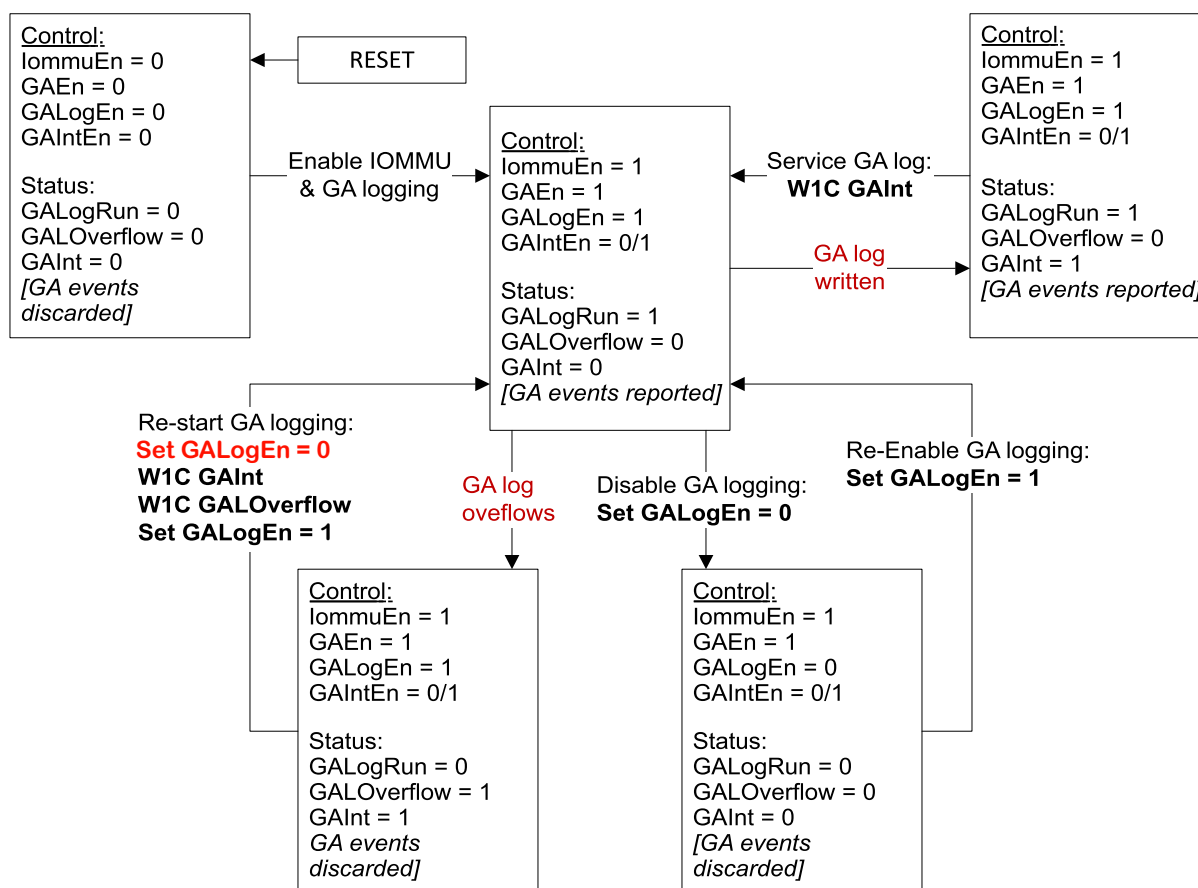 Control:
IommuEn = 0
GAEn = 0
GALogEn = 0
GAIntEn = 0
Status:
GALogRun = 0
GALOverflow = 0
GAInt = 0
[GA events
discarded]
RESET
Enable IOMMU
& GA logging
Control:
IommuEn = 1
GAEn = 1
GALogEn = 1
GAIntEn = 0/1
Status:
GALogRun = 1
GALOverflow = 0
GAInt = 0
[GA events reported]
Service GA log:
W1C GAInt
GA log
written
Control:
IommuEn = 1
GAEn = 1
GALogEn = 1
GAIntEn = 0/1
Status:
GALogRun = 1
GALOverflow = 0
GAInt = 1
[GA events reported]
Re-start GA logging:
Set GALogEn = 0
W1C GAInt
W1C GALOverflow
Set GALogEn = 1
GA log
oveflows
Disable GA logging:
Set GALogEn = 0
Re-Enable GA logging:
Set GALogEn = 1
Control:
IommuEn = 1
GAEn = 1
GALogEn = 1
GAIntEn = 0/1
Status:
GALogRun = 0
GALOverflow = 1
GAInt = 1
GA events
discarded]
Control:
IommuEn = 1
GAEn = 1
GALogEn = 0
GAIntEn = 0/1
Status:
GALogRun = 0
GALOverflow = 0
GAInt = 0
[GA events
discarded]